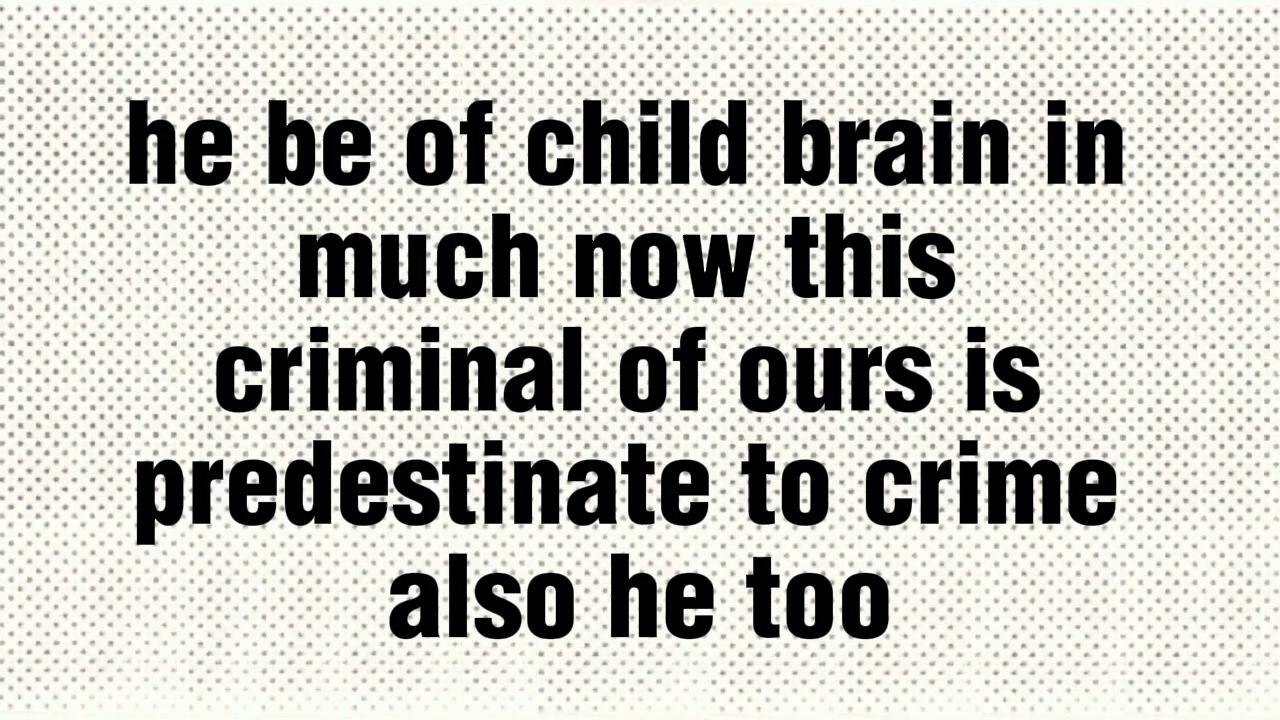 he be of child brain in
much now this
criminal of ours is
predestinate to crime
also he too